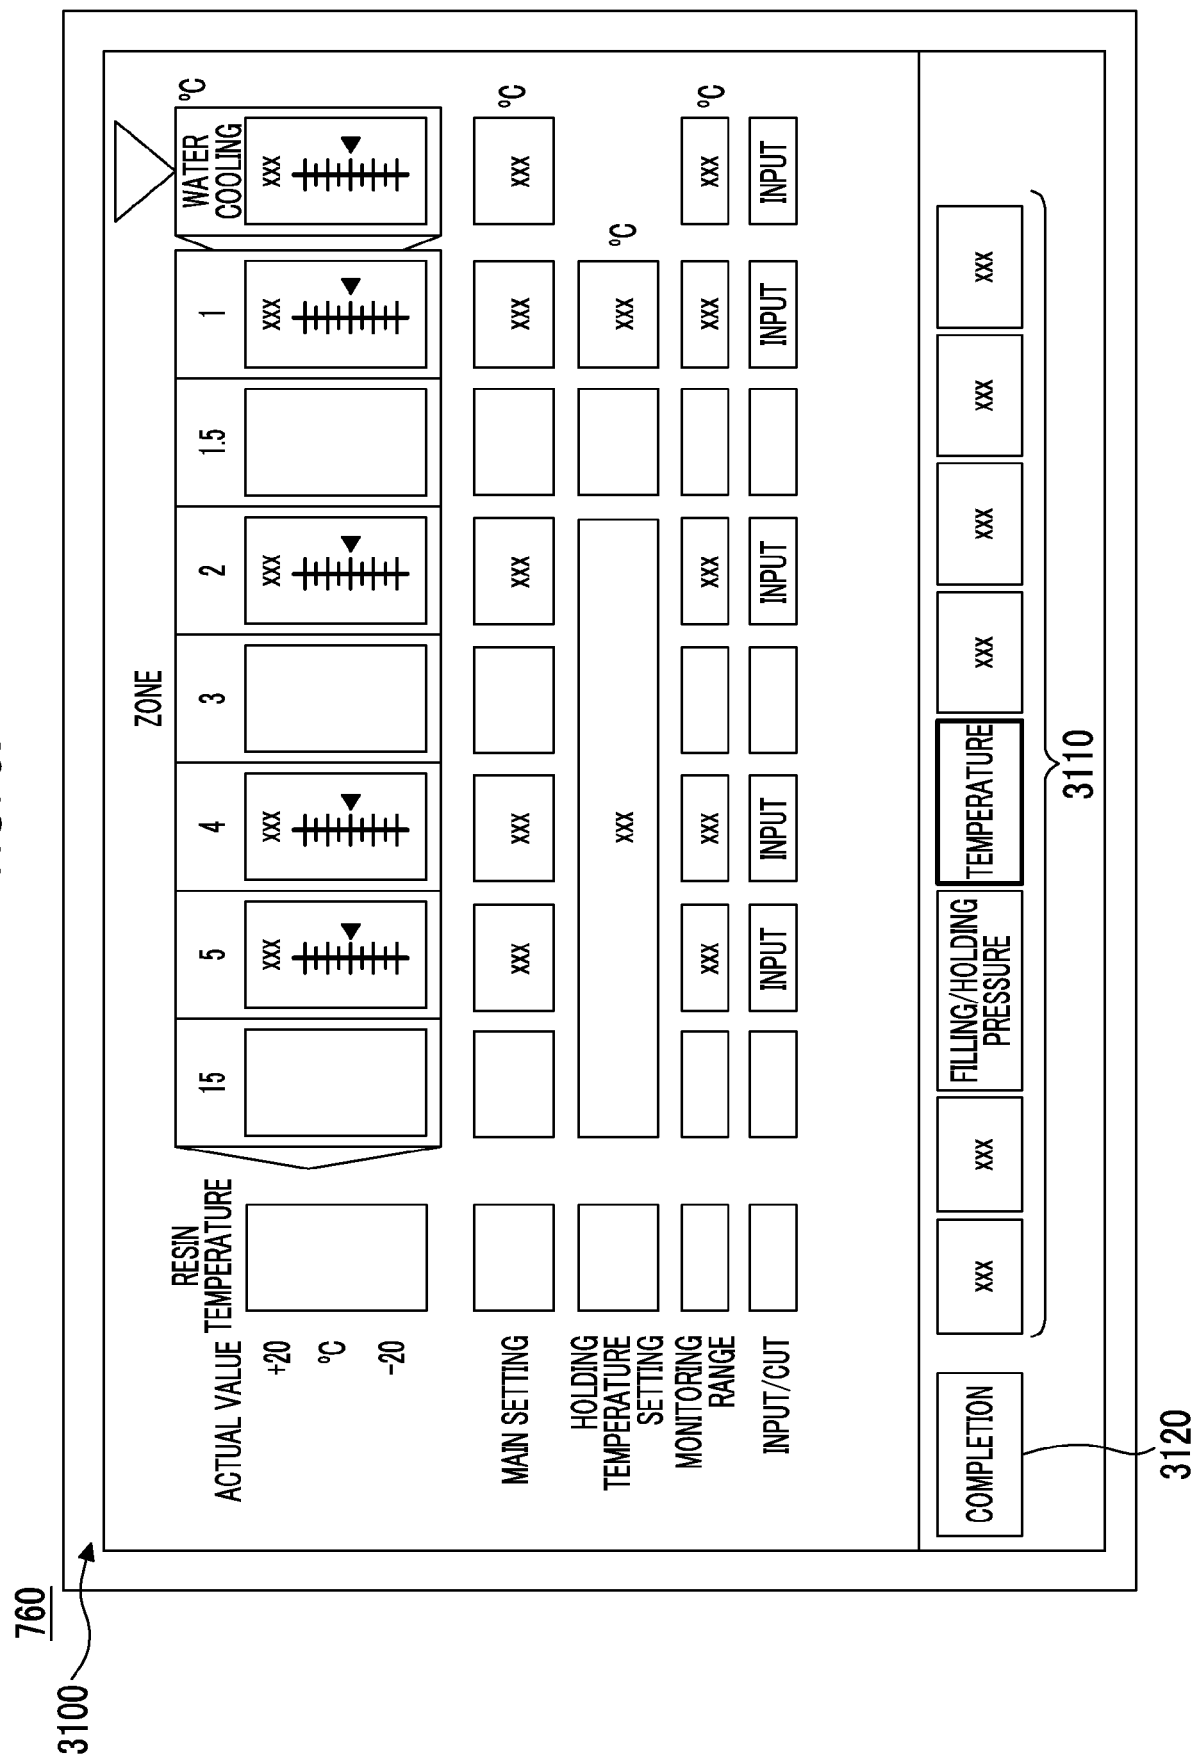 760
3100
ZONE
RESIN
TEMPERATURE
15
5
4
3
2
1.5
1
WATER
COOLING
°C
ACTUAL VALUE
+20
°C
-20
XXX
XXX
XXX
XXX
XXX
MAIN SETTING
XXX
XXX
XXX
XXX
XXX
°C
HOLDING
TEMPERATURE
SETTING
XXX
XXX
°C
MONITORING
RANGE
XXX
XXX
XXX
XXX
XXX
°C
INPUT/CUT
INPUT
INPUT
INPUT
INPUT
INPUT
COMPLETION
XXX
XXX
FILLING/HOLDING
PRESSURE
TEMPERATURE
XXX
XXX
XXX
XXX
3120
3110